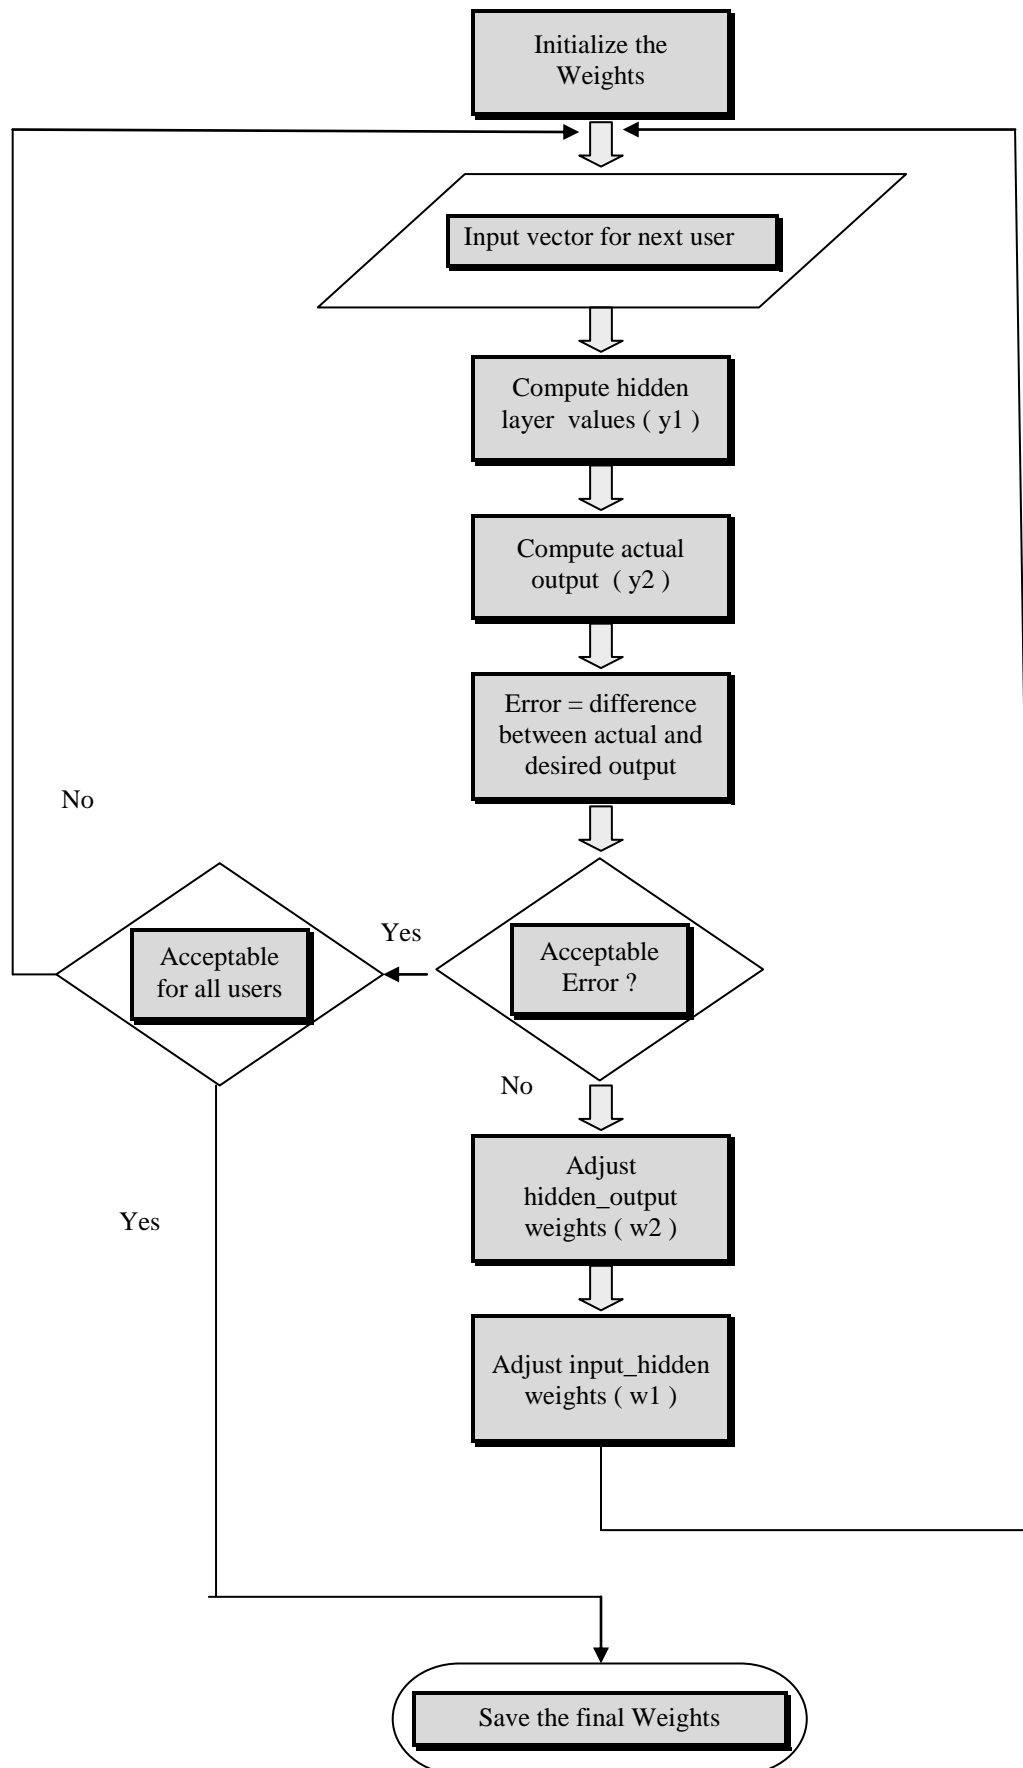 Initialize the
Weights
Input vector for next user
Compute hidden
layer values ( y1 )
Compute actual
output ( y2 )
Error = difference
between actual and
desired output
No
Yes
Acceptable
for all users
Acceptable
Error ?
No
Adjust
hidden_output
weights ( w2 )
Yes
Adjust input_hidden
weights ( w1 )
Save the final Weights